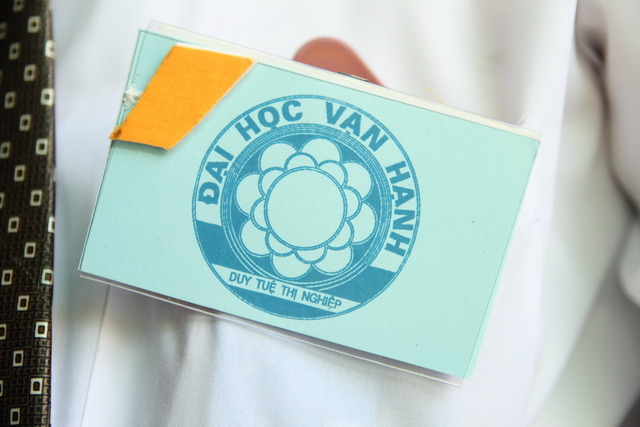 ĐẠI HỌC VẠN HẠNH
DUY TUỆ THỊ NGHIỆP